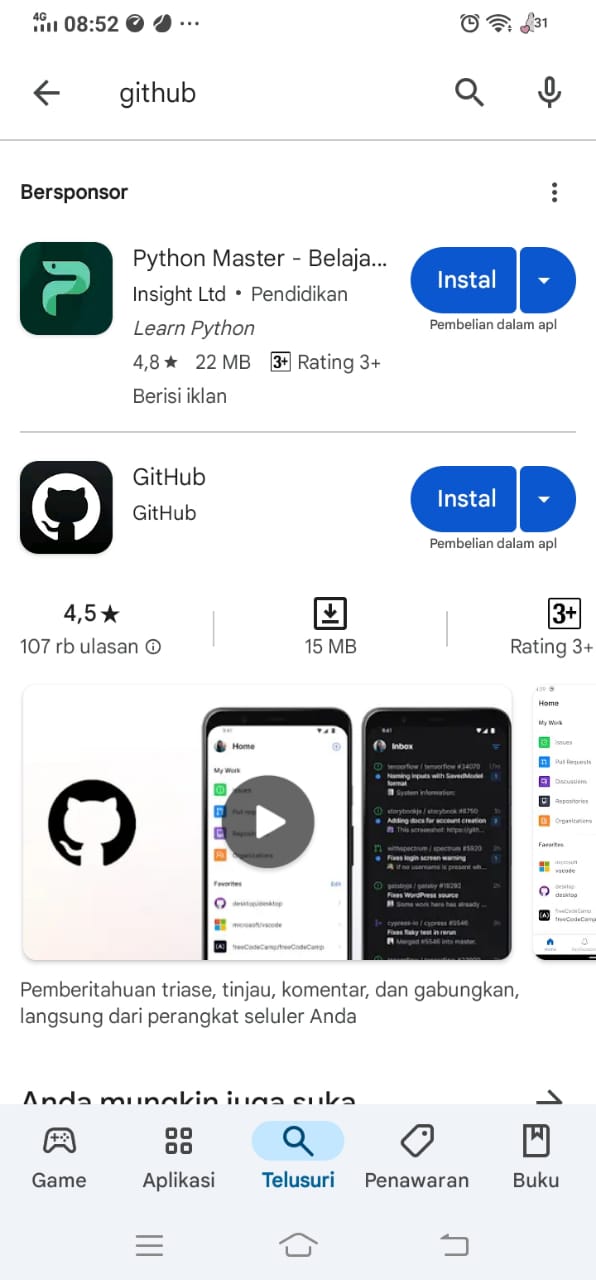 4G 08:52 ··· 31
github
Bersponsor
Python Master - Belaja...
Insight Ltd • Pendidikan
Learn Python
4,8★ 22 MB 3+ Rating 3+
Berisi iklan
Instal
Pembelian dalam apl
GitHub
GitHub
Instal
Pembelian dalam apl
4,5★
107 rb ulasan
15 MB
3+
Rating 3+
9:41
Home
My Work
Issues
Favorites
Edit
desktop/desktop
microsoft/vscode
freeCodeCamp/freeCodeCamp
9:41
Inbox
tensorflow / tensorflow #34070
Naming inputs with SavedModel
format
System information:
storybookjs / storybook #8750
Adding docs for account creation
This screenshot: https://gith...
withspectrum / spectrum #5920
Fixes login screen warning
If no username is present wh...
gatsbyjs / gatsby #18292
Fixes WordPress source
Some work here has already ...
cypress-io / cypress #5546
Fixes flaky test in rerun
Merged #5546 into master.
Home
My Work
Issues
Pull Requests
Discussions
Repositories
Organizations
Favorites
microsoft
vscode
desktop
desktop
freeCodeCamp
freeCodeCamp
Pemberitahuan triase, tinjau, komentar, dan gabungkan,
langsung dari perangkat seluler Anda
Anda mungkin juga suka
Game
Aplikasi
Telusuri
Penawaran
Buku